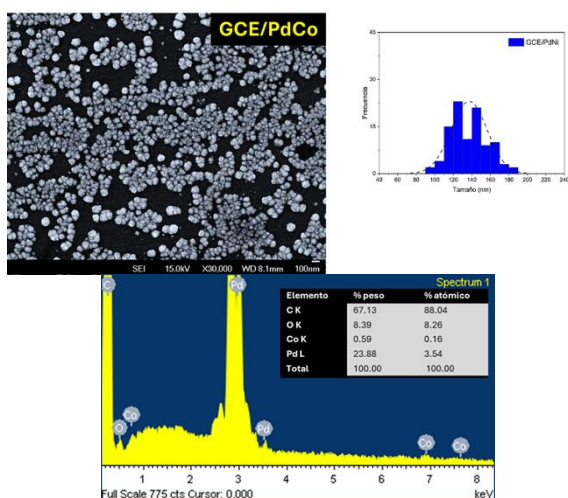 GCE/PdCo
SEI 15.0kV X30,000 WD 8.1mm 100nm
GCE/PdNi
Frecuencia
45
30
15
0
40 60 80 100 120 140 160 180 200 220 240
Tamaño (nm)
Spectrum 1
Elemento % peso % atómico
C K 67.13 88.04
O K 8.39 8.26
Co K 0.59 0.16
Pd L 23.88 3.54
Total 100.00 100.00
C Pd
O Co Pd Co Co
1 2 3 4 5 6 7 8
Full Scale 775 cts Cursor: 0.000 keV